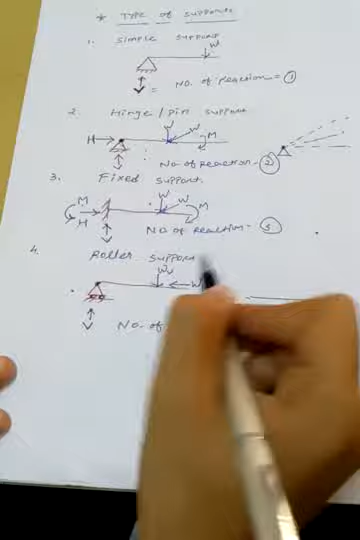 * TYPE OF SUPPORTS
1. Simple Support
W
V = NO. of Reaction = 1
2. Hinge / Pin Support
H V W M
V
No of Reaction - 2
3. Fixed Support
M H W W M
V
NO. of Reaction - 3
4. Roller Support
W W
V NO. of